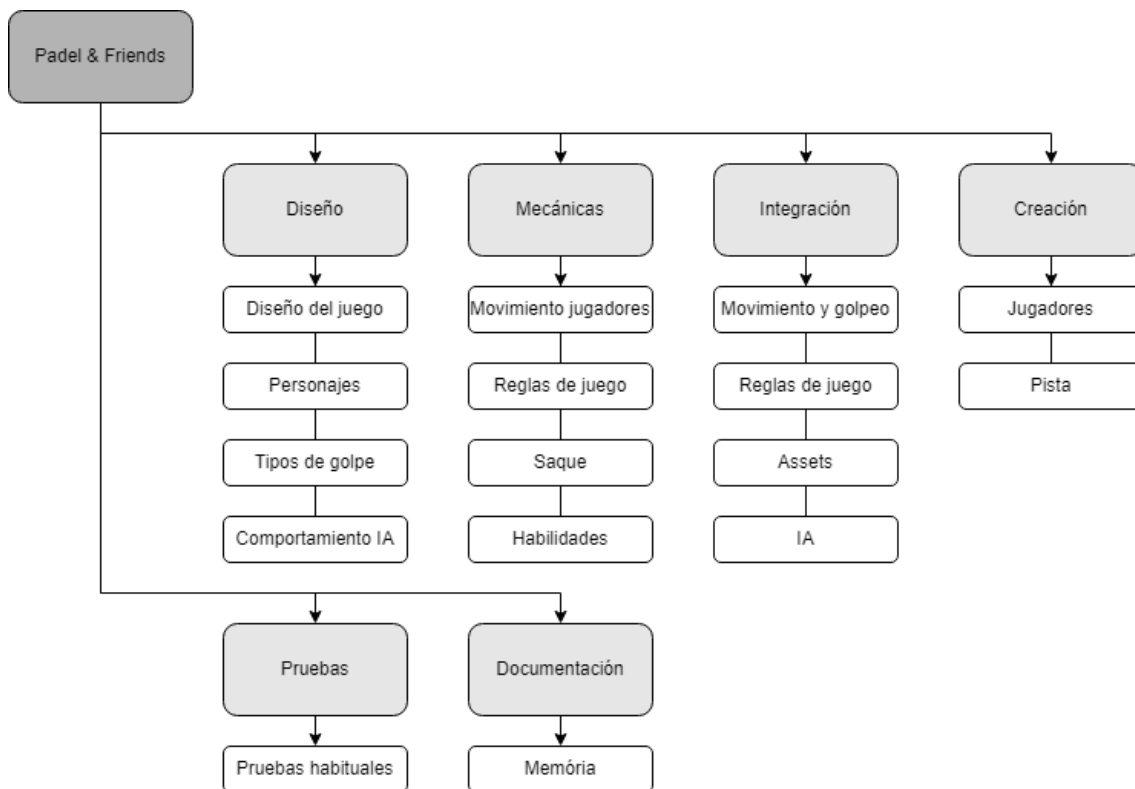 Padel & Friends
Diseño
Mecánicas
Integración
Creación
Diseño del juego
Movimiento jugadores
Movimiento y golpeo
Jugadores
Personajes
Reglas de juego
Reglas de juego
Pista
Tipos de golpe
Saque
Assets
Comportamiento IA
Habilidades
IA
Pruebas
Documentación
Pruebas habituales
Memória